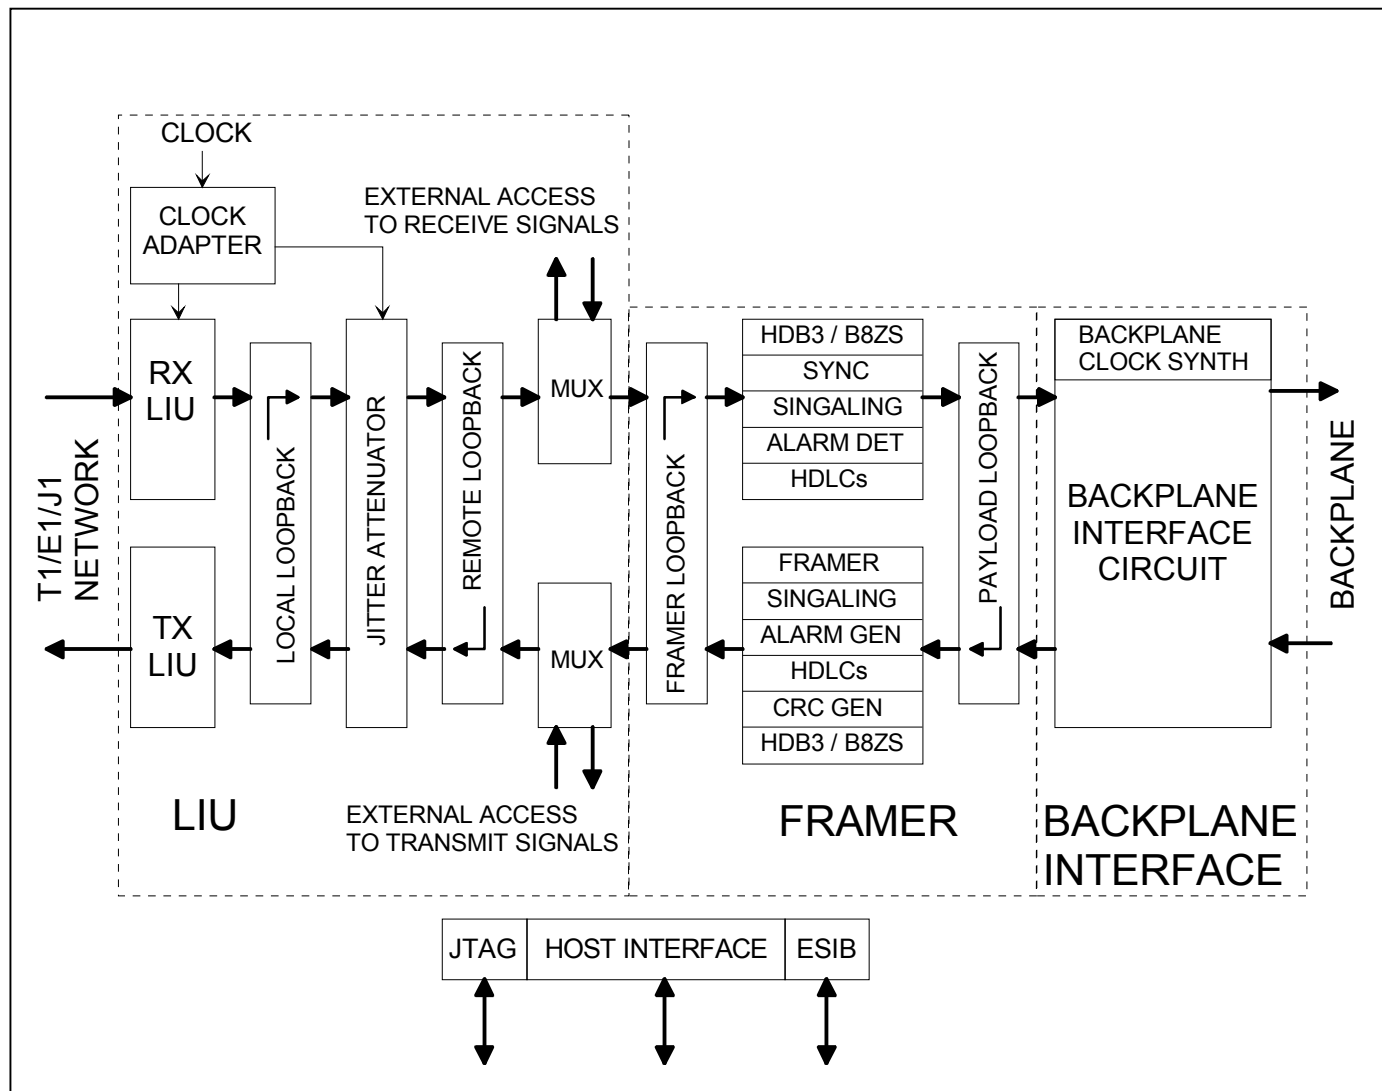 CLOCK
CLOCK
ADAPTER
EXTERNAL ACCESS
TO RECEIVE SIGNALS
T1/E1/J1
NETWORK
RX
LIU
TX
LIU
LOCAL LOOPBACK
JITTER ATTENUATOR
REMOTE LOOPBACK
MUX
MUX
EXTERNAL ACCESS
TO TRANSMIT SIGNALS
LIU
FRAMER LOOPBACK
HDB3 / B8ZS
SYNC
SINGALING
ALARM DET
HDLCs
FRAMER
SINGALING
ALARM GEN
HDLCs
CRC GEN
HDB3 / B8ZS
PAYLOAD LOOPBACK
FRAMER
BACKPLANE
CLOCK SYNTH
BACKPLANE
INTERFACE
CIRCUIT
BACKPLANE
BACKPLANE
INTERFACE
JTAG
HOST INTERFACE
ESIB